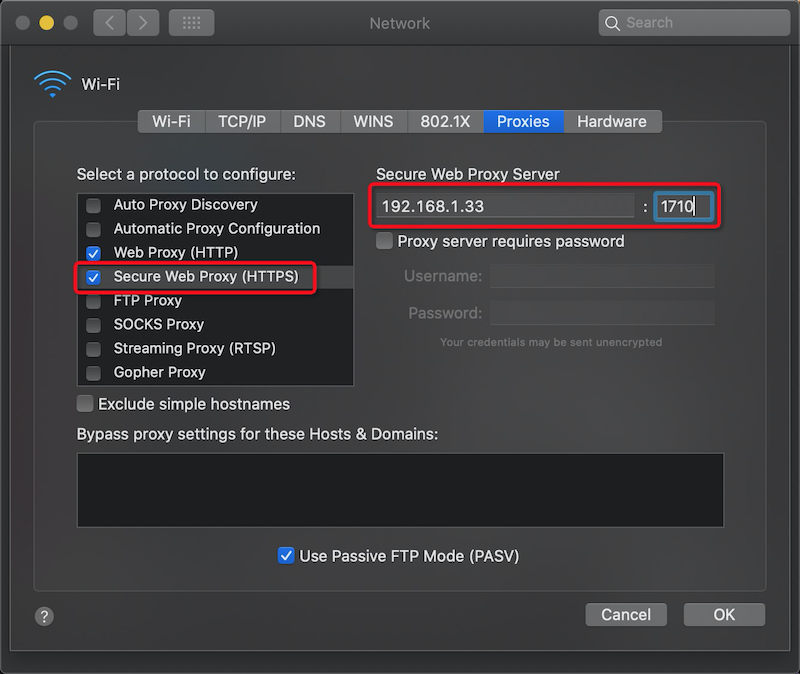 Network
Search
Wi-Fi
Wi-Fi TCP/IP DNS WINS 802.1X Proxies Hardware
Select a protocol to configure:
Auto Proxy Discovery
Automatic Proxy Configuration
Web Proxy (HTTP)
Secure Web Proxy (HTTPS)
FTP Proxy
SOCKS Proxy
Streaming Proxy (RTSP)
Gopher Proxy
Exclude simple hostnames
Secure Web Proxy Server
192.168.1.33 : 1710
Proxy server requires password
Username:
Password:
Your credentials may be sent unencrypted
Bypass proxy settings for these Hosts & Domains:
Use Passive FTP Mode (PASV)
?
Cancel
OK